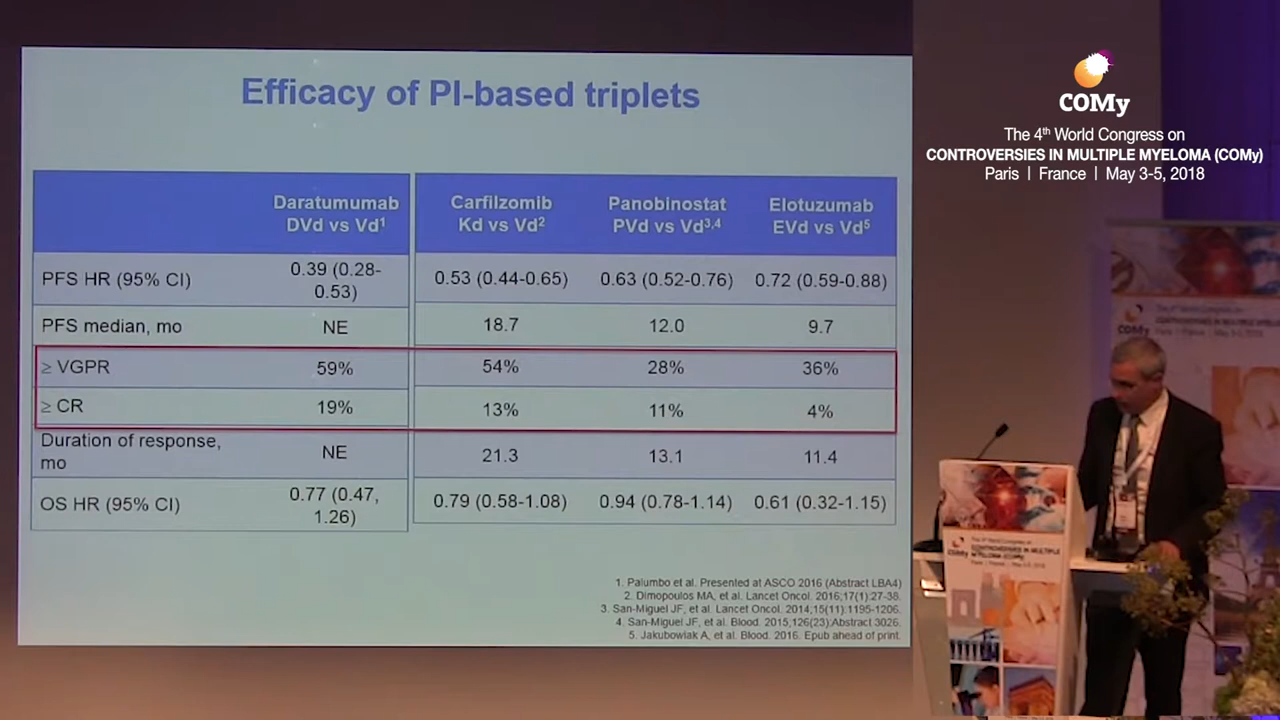 Efficacy of PI-based triplets
Daratumumab
DVd vs Vd1
Carfilzomib
Kd vs Vd2
Panobinostat
PVd vs Vd3,4
Elotuzumab
EVd vs Vd5
PFS HR (95% CI)
0.39 (0.28-
0.53)
0.53 (0.44-0.65)
0.63 (0.52-0.76)
0.72 (0.59-0.88)
PFS median, mo
NE
18.7
12.0
9.7
≥ VGPR
59%
54%
28%
36%
≥ CR
19%
13%
11%
4%
Duration of response,
mo
NE
21.3
13.1
11.4
OS HR (95% CI)
0.77 (0.47,
1.26)
0.79 (0.58-1.08)
0.94 (0.78-1.14)
0.61 (0.32-1.15)
1. Palumbo et al. Presented at ASCO 2016 (Abstract LBA4)
2. Dimopoulos MA, et al. Lancet Oncol. 2016;17(1):27-38.
3. San-Miguel JF, et al. Lancet Oncol. 2014;15(11):1195-1206.
4. San-Miguel JF, et al. Blood. 2015;126(23):Abstract 3026.
5. Jakubowiak A, et al. Blood. 2016. Epub ahead of print.
COMy
The 4th World Congress on
CONTROVERSIES IN MULTIPLE MYELOMA (COMy)
Paris | France | May 3-5, 2018
COMy
COMy
CONTROVERSIES IN MULTIPLE